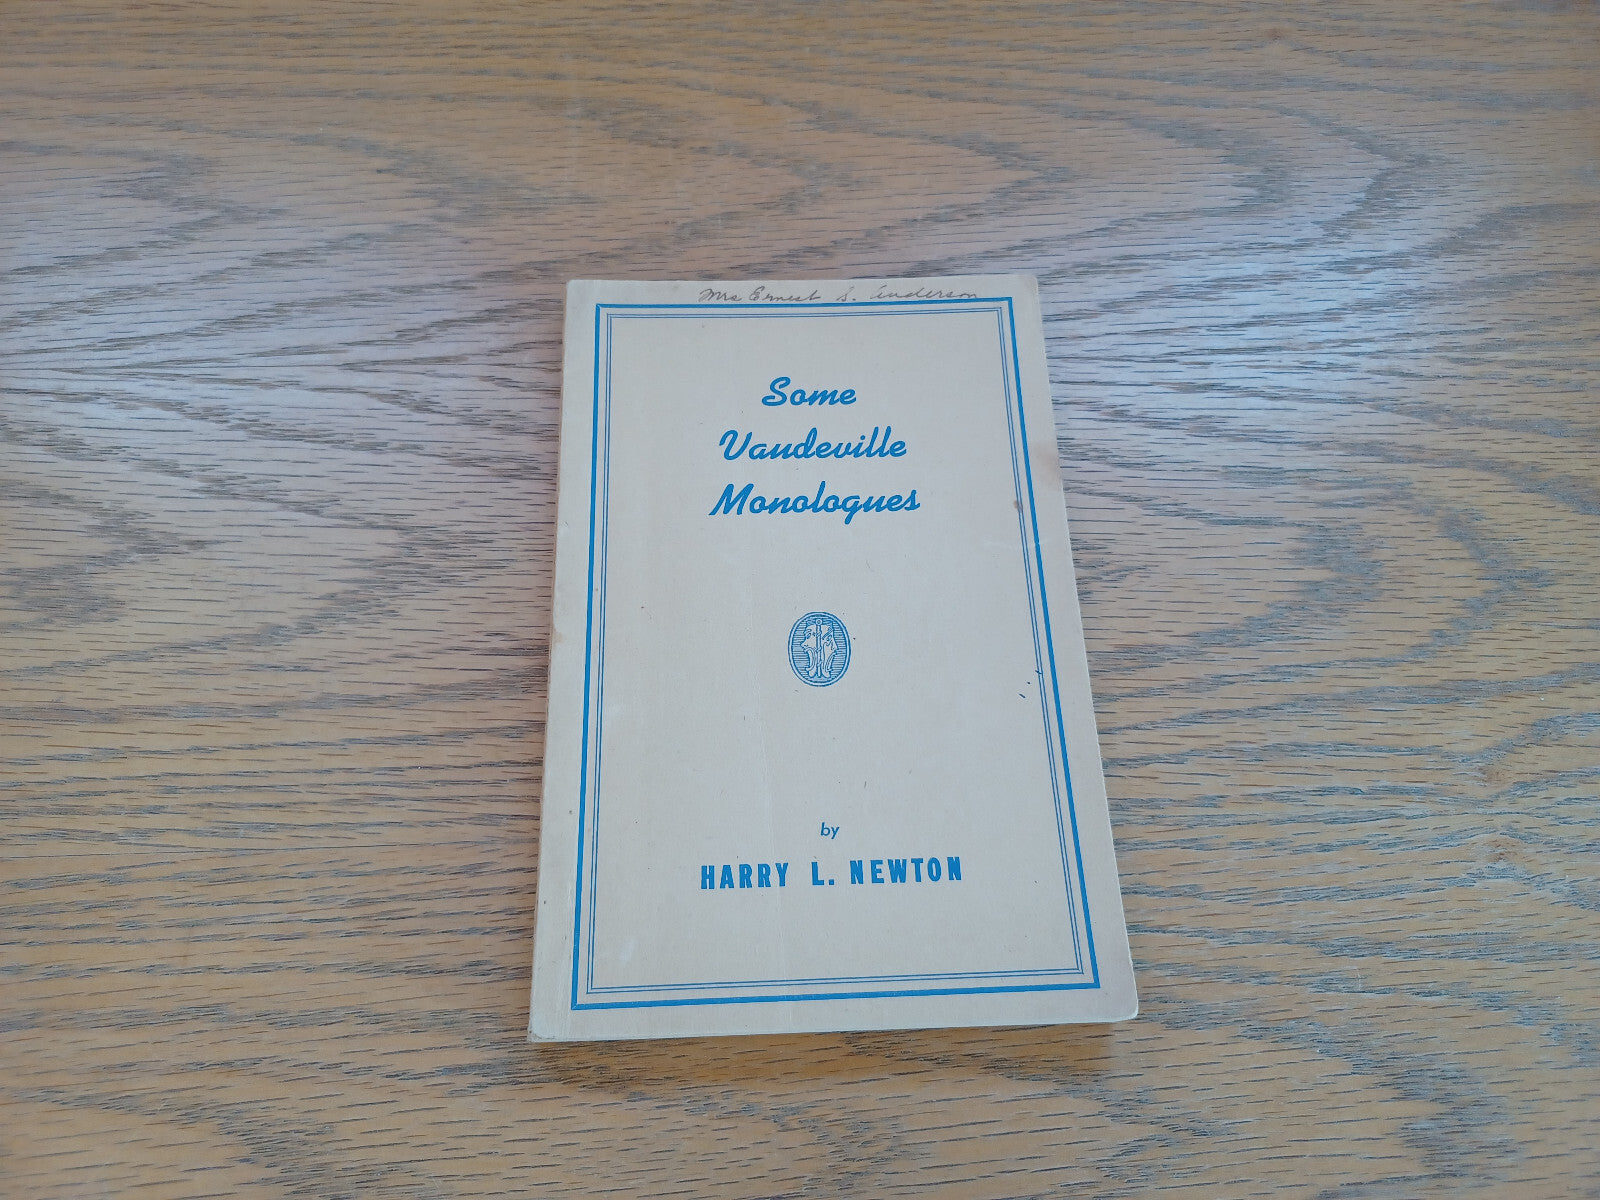 Mrs Ernest S. Anderson
Some
Vaudeville
Monologues
by
HARRY L. NEWTON